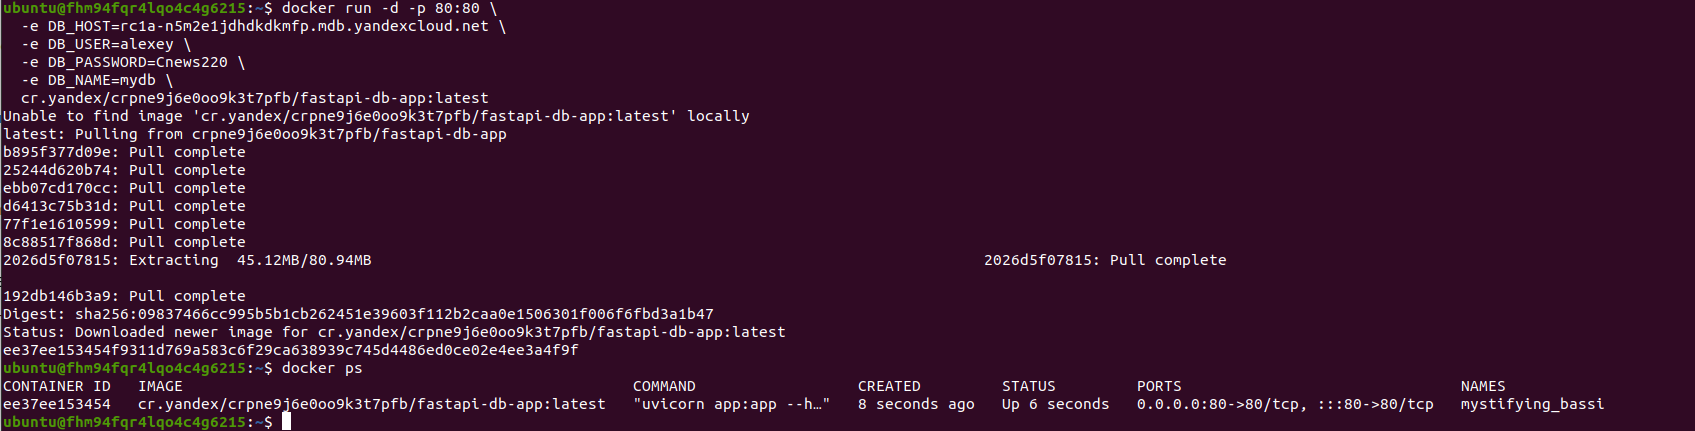 ubuntu@fhm94fqr4lqo4c4g6215:~$ docker run -d -p 80:80 \
  -e DB_HOST=rc1a-n5m2e1jdhdkdkmfp.mdb.yandexcloud.net \
  -e DB_USER=alexey \
  -e DB_PASSWORD=Cnews220 \
  -e DB_NAME=mydb \
  cr.yandex/crpne9j6e0oo9k3t7pfb/fastapi-db-app:latest
Unable to find image 'cr.yandex/crpne9j6e0oo9k3t7pfb/fastapi-db-app:latest' locally
latest: Pulling from crpne9j6e0oo9k3t7pfb/fastapi-db-app
b895f377d09e: Pull complete
25244d620b74: Pull complete
ebb07cd170cc: Pull complete
d6413c75b31d: Pull complete
77f1e1610599: Pull complete
8c88517f868d: Pull complete
2026d5f07815: Extracting  45.12MB/80.94MB 2026d5f07815: Pull complete
192db146b3a9: Pull complete
Digest: sha256:09837466cc995b5b1cb262451e39603f112b2caa0e1506301f006f6fbd3a1b47
Status: Downloaded newer image for cr.yandex/crpne9j6e0oo9k3t7pfb/fastapi-db-app:latest
ee37ee153454f9311d769a583c6f29ca638939c745d4486ed0ce02e4ee3a4f9f
ubuntu@fhm94fqr4lqo4c4g6215:~$ docker ps
CONTAINER ID   IMAGE   COMMAND   CREATED   STATUS   PORTS   NAMES
ee37ee153454   cr.yandex/crpne9j6e0oo9k3t7pfb/fastapi-db-app:latest   "uvicorn app:app --h…"   8 seconds ago   Up 6 seconds   0.0.0.0:80->80/tcp, :::80->80/tcp   mystifying_bassi
ubuntu@fhm94fqr4lqo4c4g6215:~$